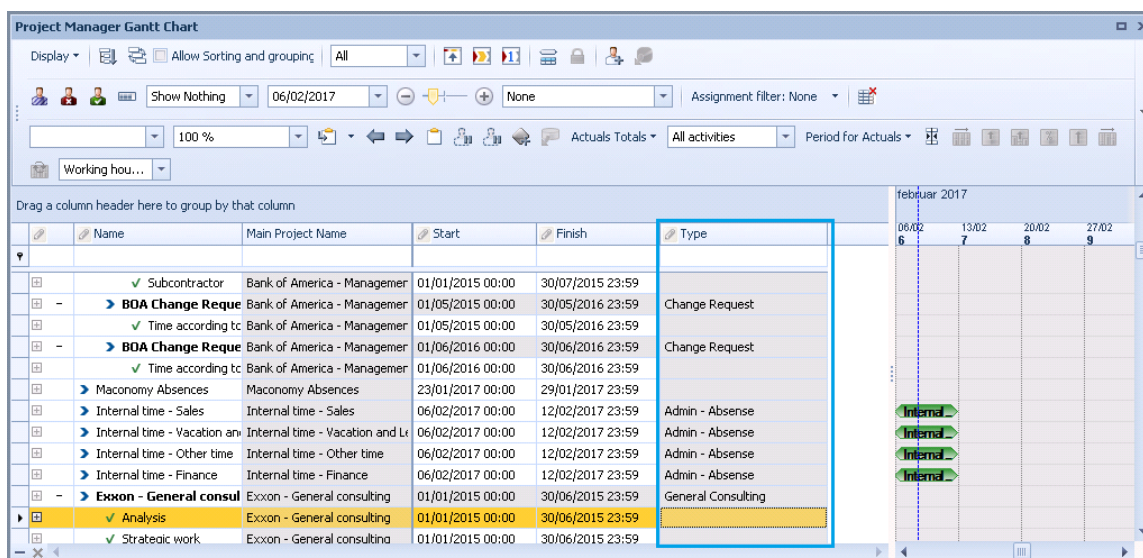 Project Manager Gantt Chart
Display Allow Sorting and grouping All
Show Nothing 06/02/2017 None Assignment filter: None
100 % Actuals Totals All activities Period for Actuals
Working hou...
Drag a column header here to group by that column februar 2017
Name Main Project Name Start Finish Type 06/02 13/02 20/02 27/02
6 7 8 9
Subcontractor Bank of America - Managemer 01/01/2015 00:00 30/07/2015 23:59
BOA Change Reque Bank of America - Managemer 01/05/2015 00:00 30/05/2016 23:59 Change Request
Time according tc Bank of America - Managemer 01/05/2015 00:00 30/05/2016 23:59
BOA Change Reque Bank of America - Managemer 01/06/2016 00:00 30/06/2016 23:59 Change Request
Time according tc Bank of America - Managemer 01/06/2016 00:00 30/06/2016 23:59
Maconomy Absences Maconomy Absences 23/01/2017 00:00 29/01/2017 23:59
Internal time - Sales Internal time - Sales 06/02/2017 00:00 12/02/2017 23:59 Admin - Absense Internal_
Internal time - Vacation an Internal time - Vacation and Le 06/02/2017 00:00 12/02/2017 23:59 Admin - Absense Internal_
Internal time - Other time Internal time - Other time 06/02/2017 00:00 12/02/2017 23:59 Admin - Absense Internal_
Internal time - Finance Internal time - Finance 06/02/2017 00:00 12/02/2017 23:59 Admin - Absense Internal_
Exxon - General consul Exxon - General consulting 01/01/2015 00:00 30/06/2015 23:59 General Consulting
Analysis Exxon - General consulting 01/01/2015 00:00 30/06/2015 23:59
Strategic work Exxon - General consulting 01/01/2015 00:00 30/06/2015 23:59